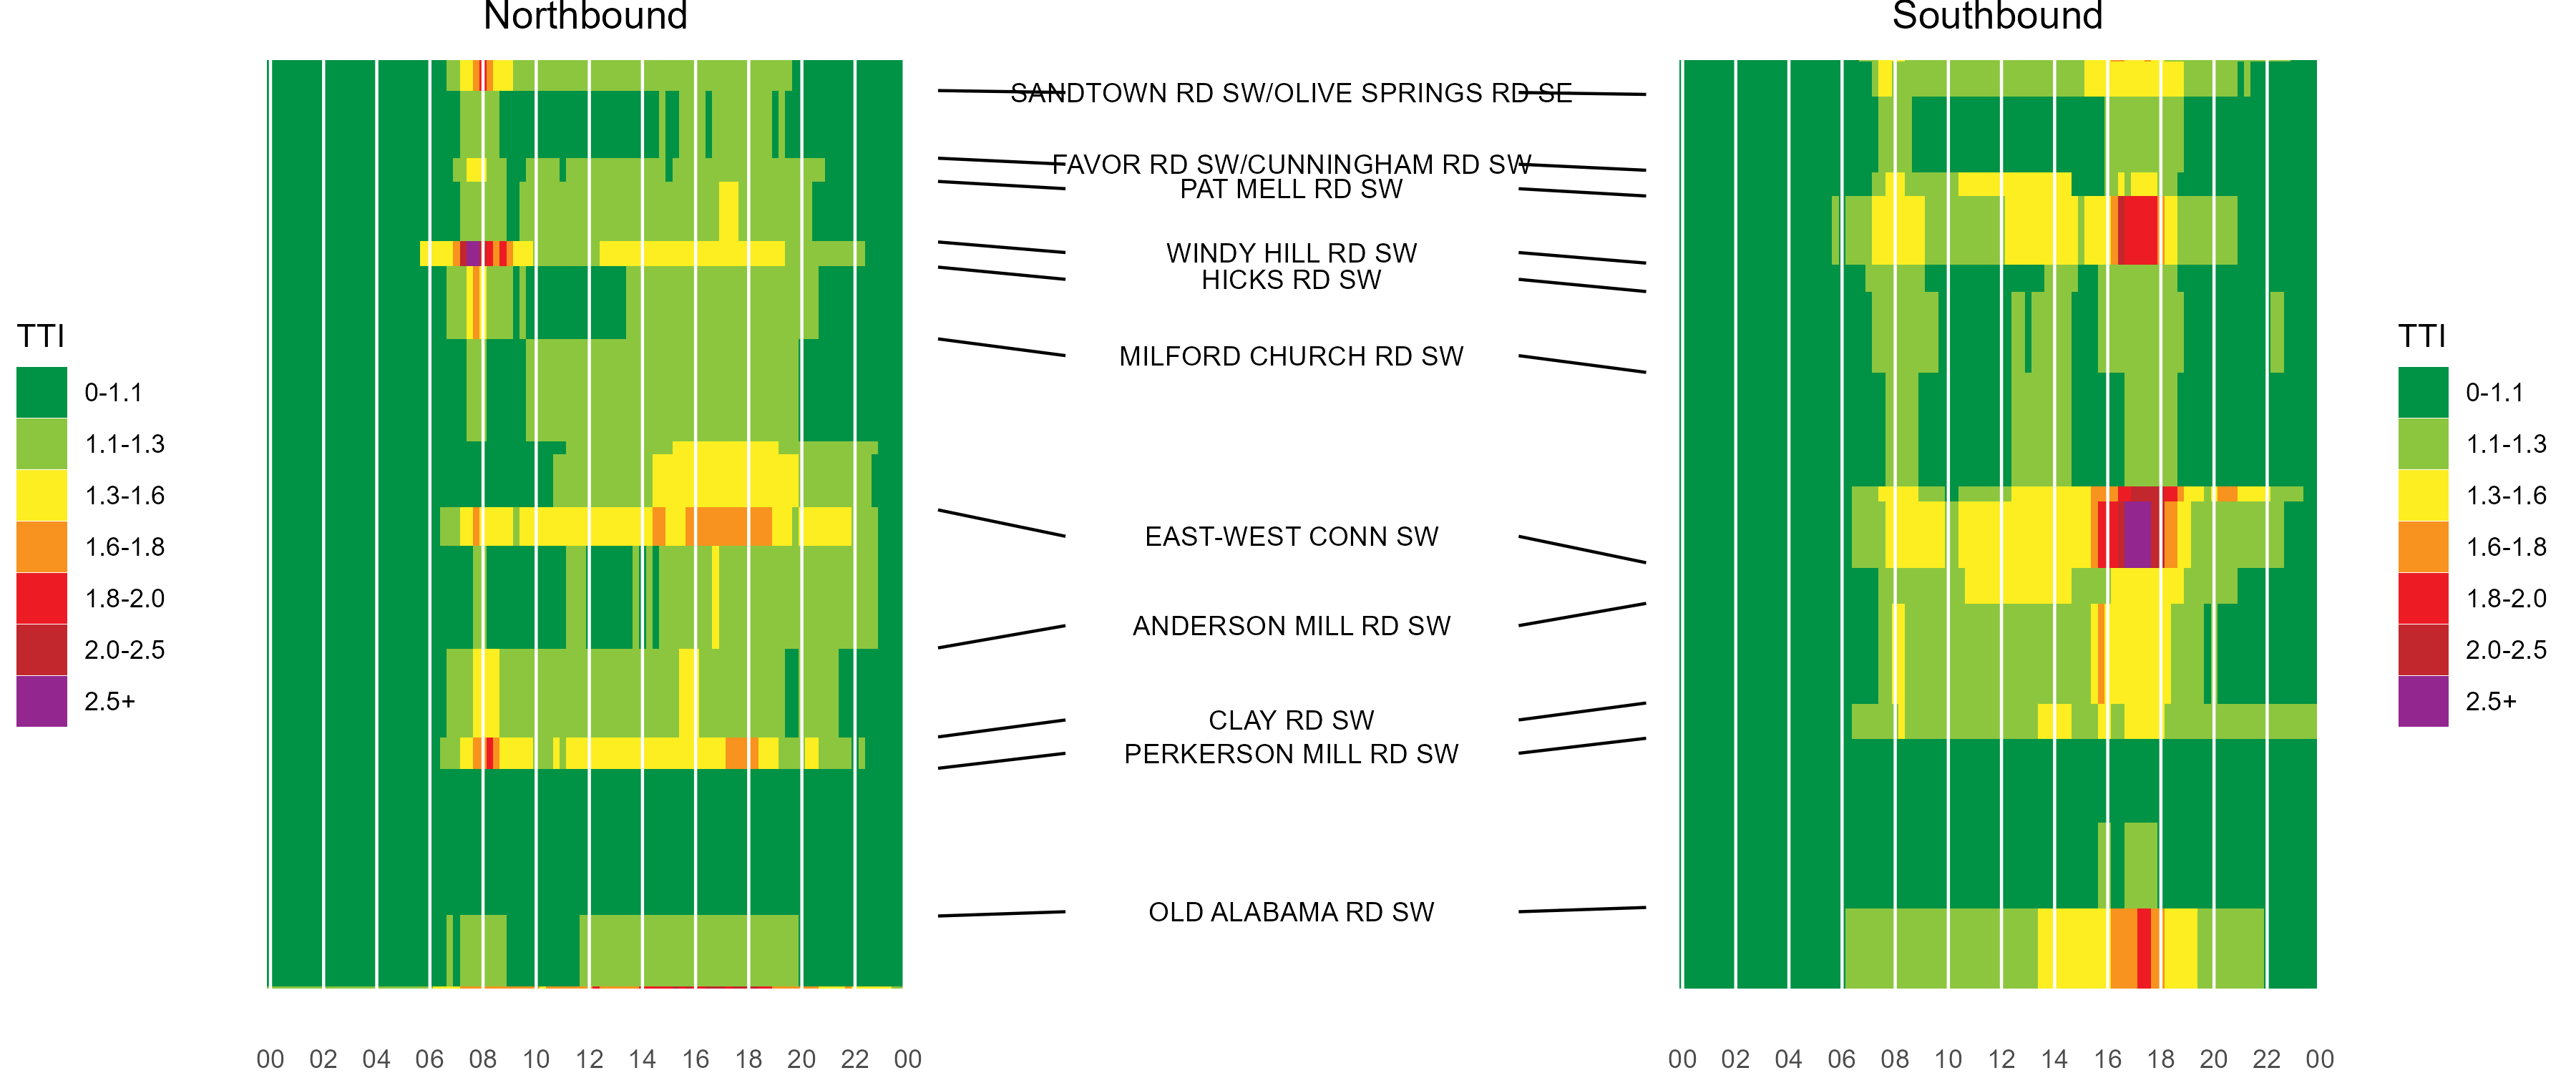 Northbound
Southbound
SANDTOWN RD SW/OLIVE SPRINGS RD SE
FAVOR RD SW/CUNNINGHAM RD SW
PAT MELL RD SW
WINDY HILL RD SW
HICKS RD SW
MILFORD CHURCH RD SW
EAST-WEST CONN SW
ANDERSON MILL RD SW
CLAY RD SW
PERKERSON MILL RD SW
OLD ALABAMA RD SW
TTI
0-1.1
1.1-1.3
1.3-1.6
1.6-1.8
1.8-2.0
2.0-2.5
2.5+
TTI
0-1.1
1.1-1.3
1.3-1.6
1.6-1.8
1.8-2.0
2.0-2.5
2.5+
00 02 04 06 08 10 12 14 16 18 20 22 00
00 02 04 06 08 10 12 14 16 18 20 22 00